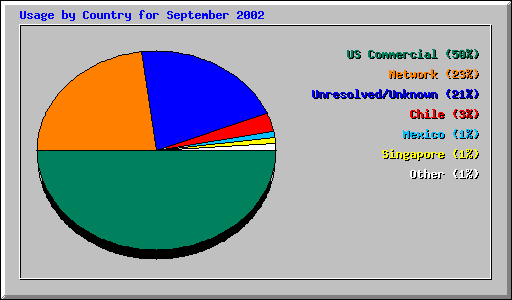 Usage by Country for September 2002
US Commercial (50%)
Network (23%)
Unresolved/Unknown (21%)
Chile (3%)
Mexico (1%)
Singapore (1%)
Other (1%)